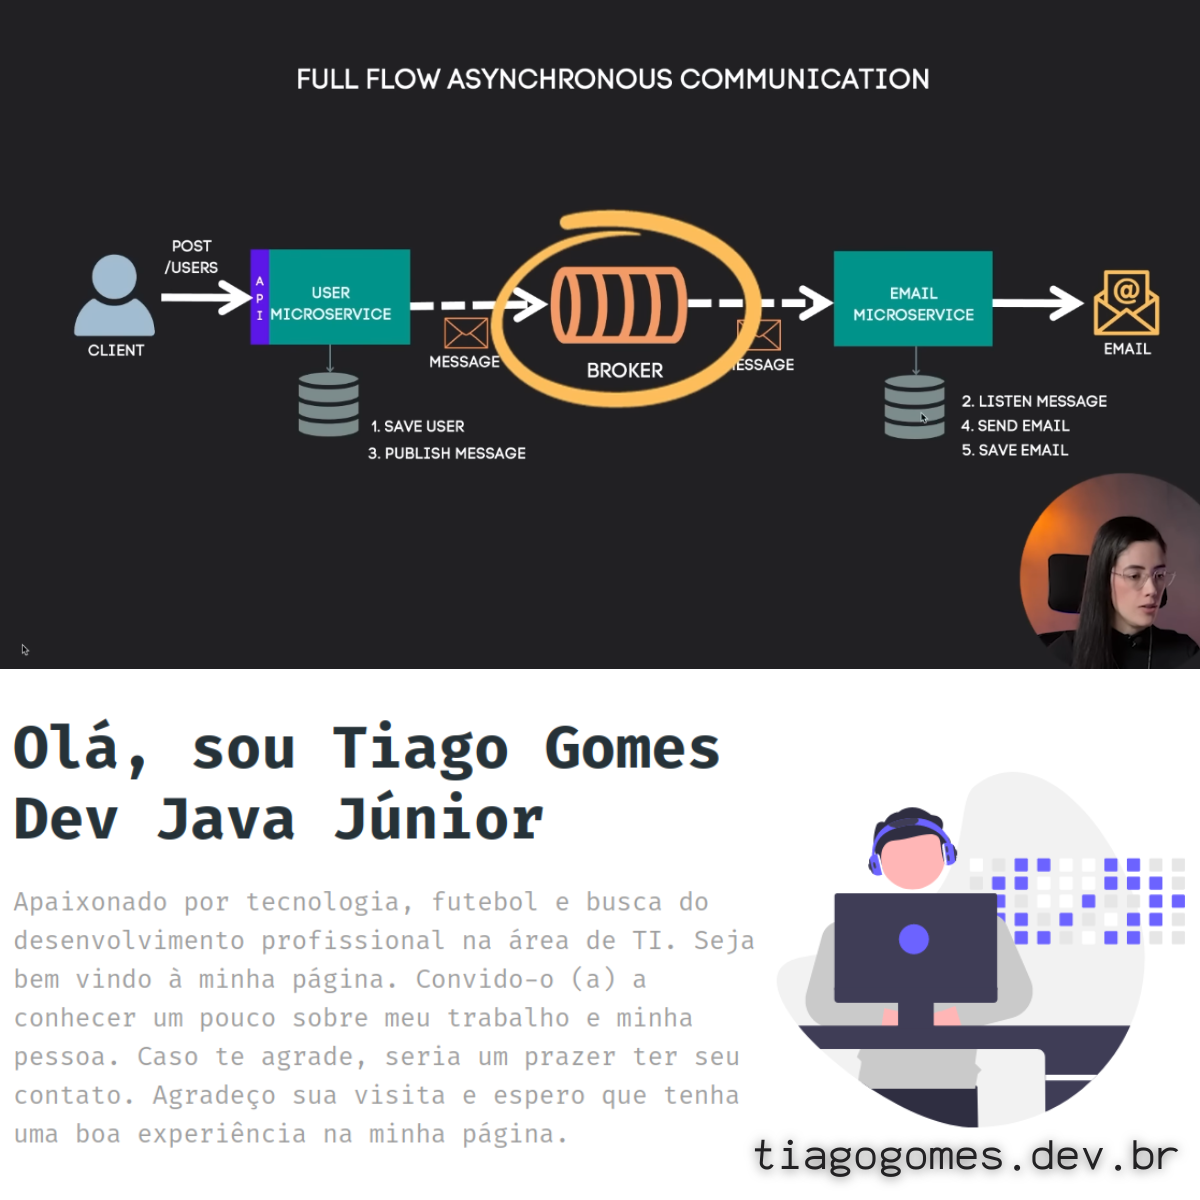 FULL FLOW ASYNCHRONOUS COMMUNICATION
POST
/USERS
API
USER
MICROSERVICE
CLIENT
MESSAGE
BROKER
ESSAGE
EMAIL
MICROSERVICE
EMAIL
1. SAVE USER
3. PUBLISH MESSAGE
2. LISTEN MESSAGE
4. SEND EMAIL
5. SAVE EMAIL
Olá, sou Tiago Gomes
Dev Java Júnior
Apaixonado por tecnologia, futebol e busca do
desenvolvimento profissional na área de TI. Seja
bem vindo à minha página. Convido-o (a) a
conhecer um pouco sobre meu trabalho e minha
pessoa. Caso te agrade, seria um prazer ter seu
contato. Agradeço sua visita e espero que tenha
uma boa experiência na minha página.
tiagogomes.dev.br